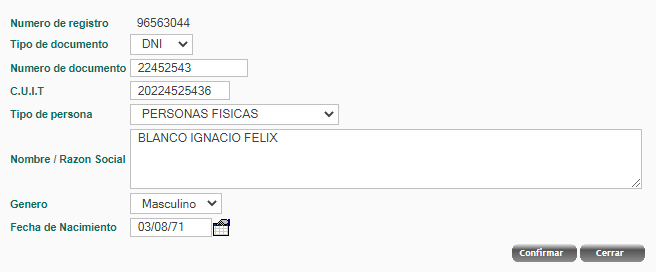 Numero de registro 96563044
Tipo de documento DNI
Numero de documento 22452543
C.U.I.T 20224525436
Tipo de persona PERSONAS FISICAS
Nombre / Razon Social BLANCO IGNACIO FELIX
Genero Masculino
Fecha de Nacimiento 03/08/71
Confirmar Cerrar